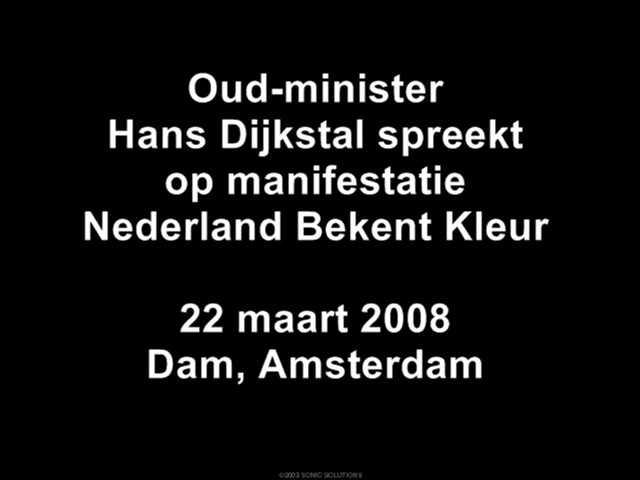 Oud-minister
Hans Dijkstal spreekt
op manifestatie
Nederland Bekent Kleur
22 maart 2008
Dam, Amsterdam
©2003 SONIC SOLUTIONS